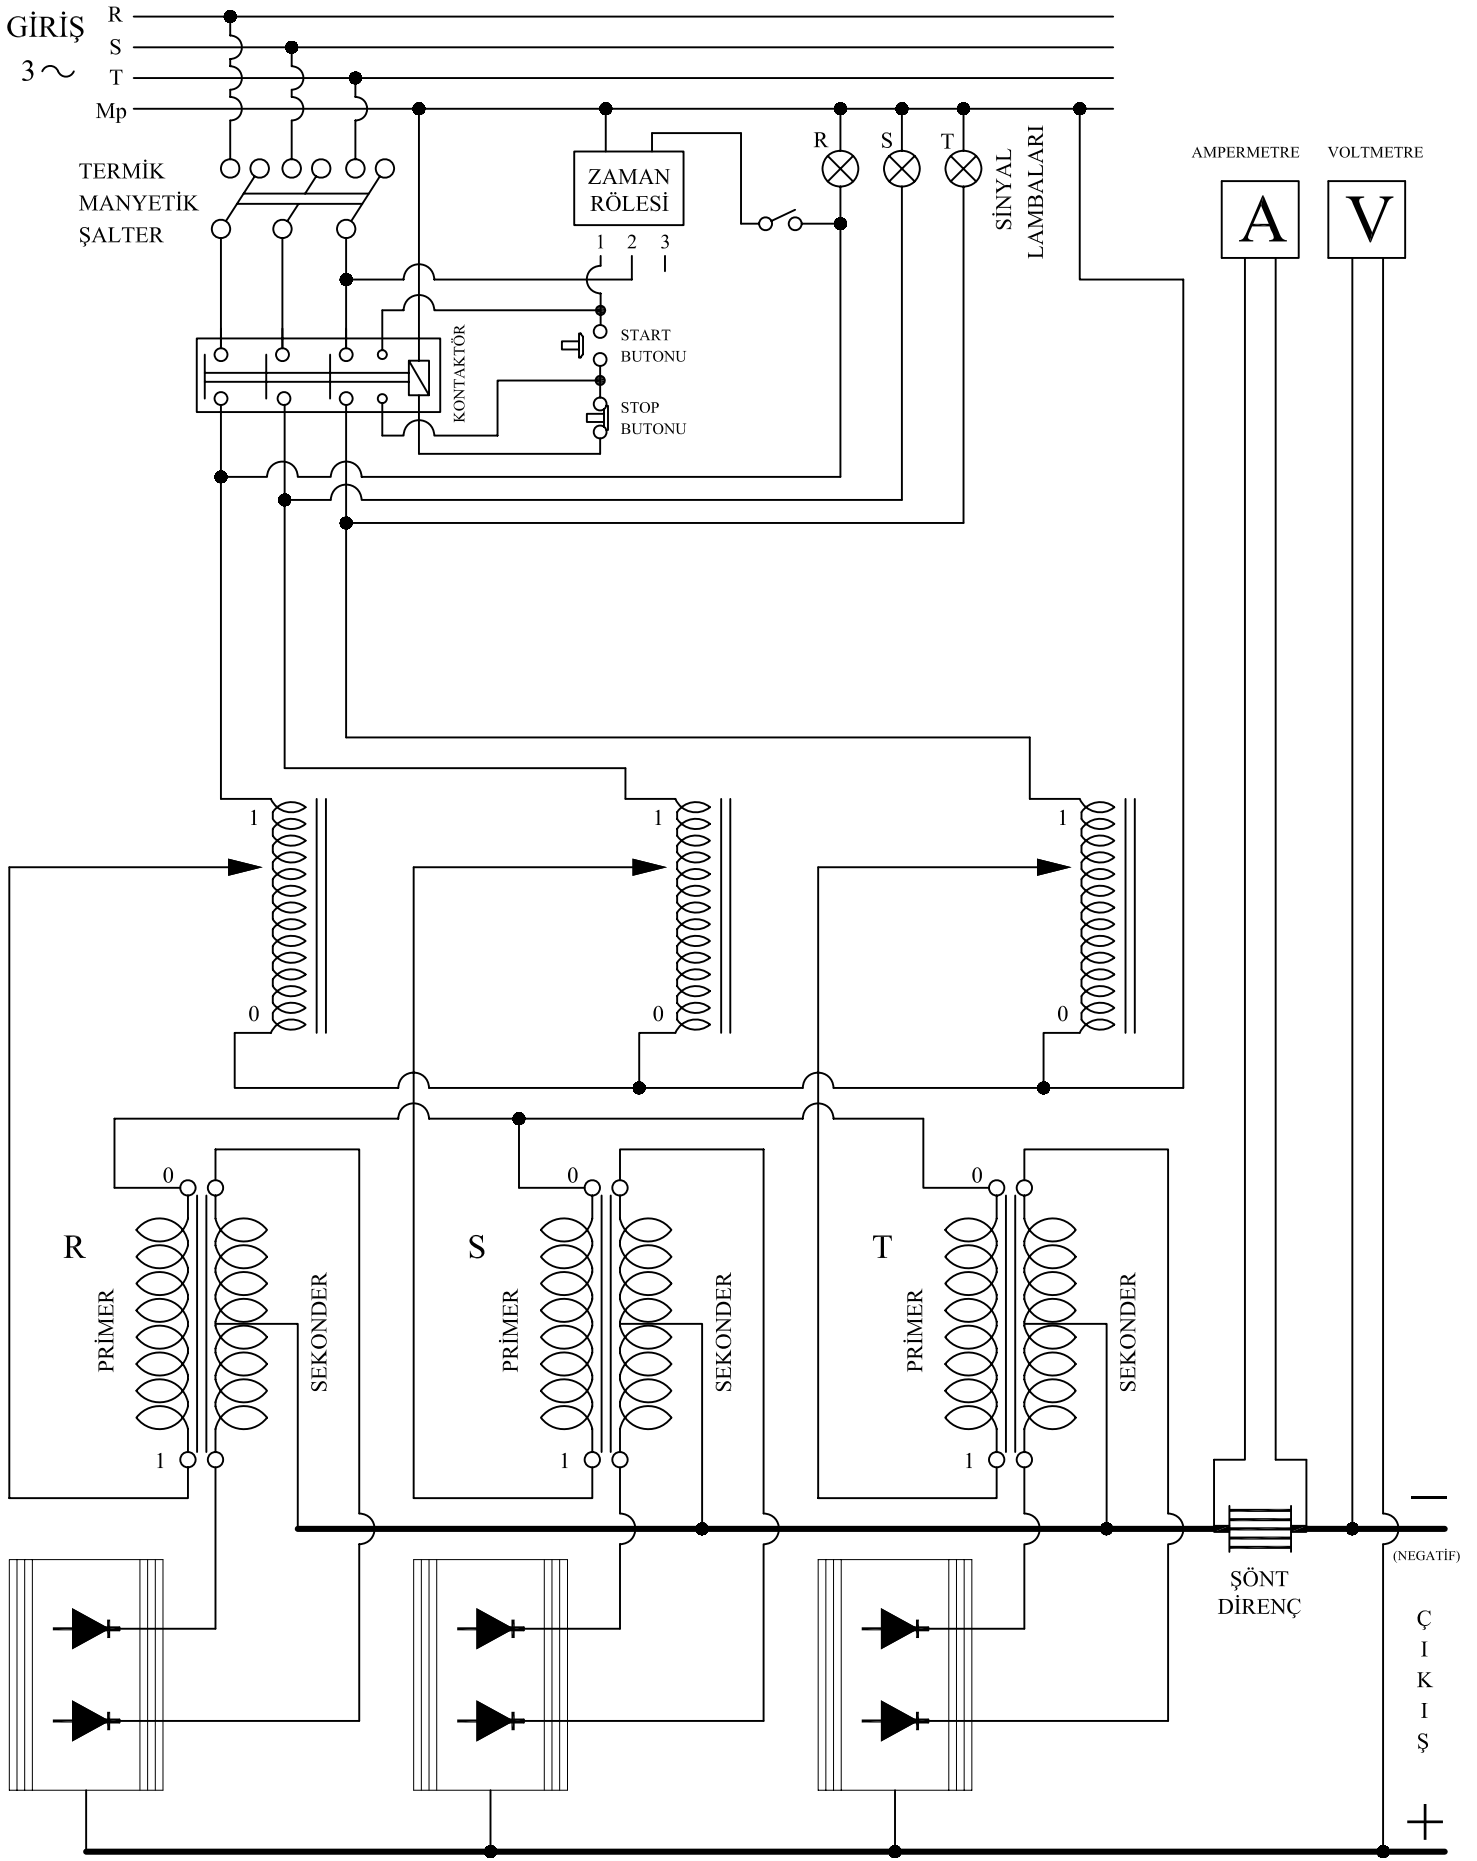 GİRİŞ
3
R
S
T
Mp
TERMİK
MANYETİK
ŞALTER
ZAMAN
RÖLESİ
1 2 3
R S T
SİNYAL
LAMBALARI
AMPERMETRE
A
VOLTMETRE
V
KONTAKTÖR
START
BUTONU
STOP
BUTONU
1
0
1
0
1
0
R
PRİMER
0
1
SEKONDER
S
PRİMER
0
1
SEKONDER
T
PRİMER
0
1
SEKONDER
ŞÖNT
DİRENÇ
—
(NEGATİF)
Ç
I
K
I
Ş
+